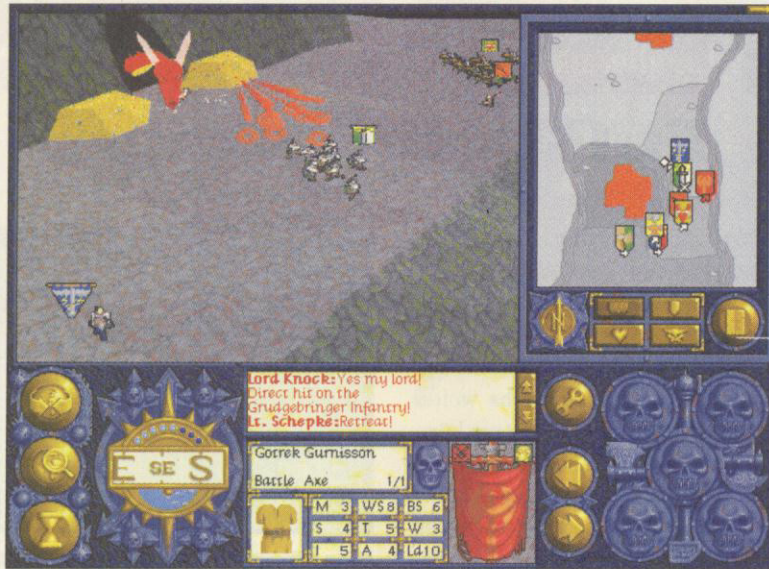 Lord Knock:Yes my lord!
Direct hit on the
Grudgebringer Infantry!
Lt. Schepke:Retreat!
E SE S
Gotrek Gurnisson
Battle Axe 1/1
M 3 WS 8 BS 6
S 4 T 5 W 3
I 5 A 4 Ld 10